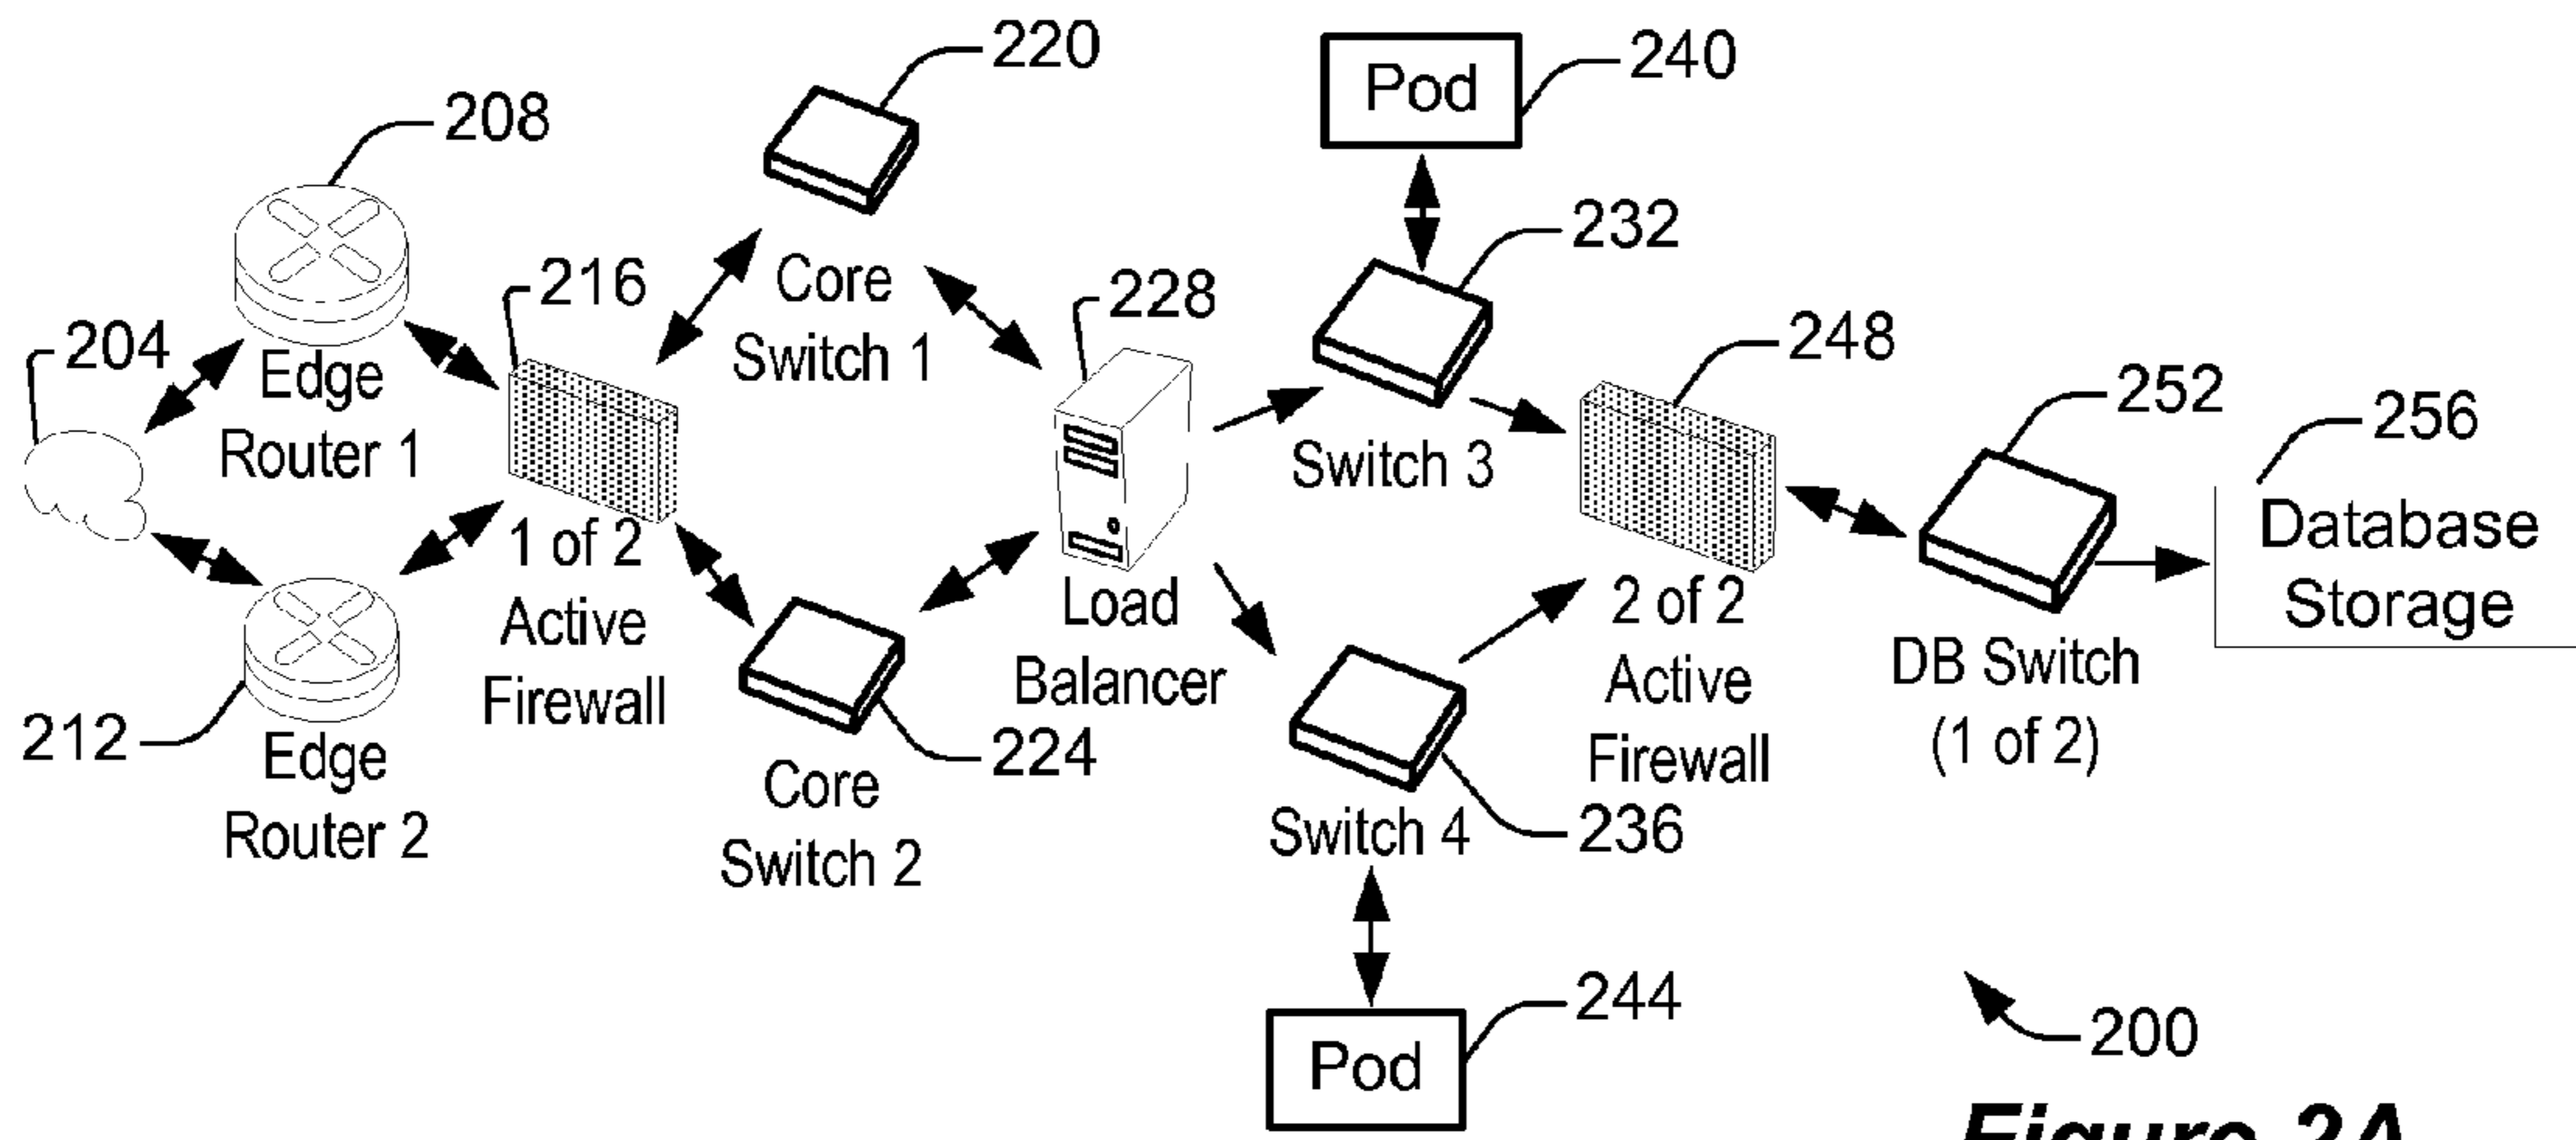 220
Pod
240
208
232
216
Core
Switch 1
228
248
204
Edge
Router 1
252
256
Switch 3
Database
Storage
1 of 2
Active
Firewall
Load
Balancer
2 of 2
Active
Firewall
DB Switch
(1 of 2)
212
Edge
Router 2
224
Core
Switch 2
Switch 4
236
244
Pod
200
Figure 2A